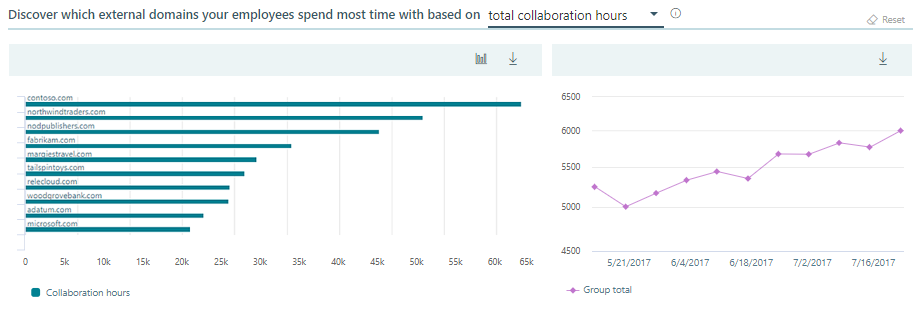 Discover which external domains your employees spend most time with based on total collaboration hours
Reset
contoso.com
northwindtraders.com
nodpublishers.com
fabrikam.com
margiestravel.com
tailspintoys.com
relecloud.com
woodgrovebank.com
adatum.com
microsoft.com
0 5k 10k 15k 20k 25k 30k 35k 40k 45k 50k 55k 60k 65k
Collaboration hours
6500
6000
5500
5000
4500
5/21/2017 6/4/2017 6/18/2017 7/2/2017 7/16/2017
Group total